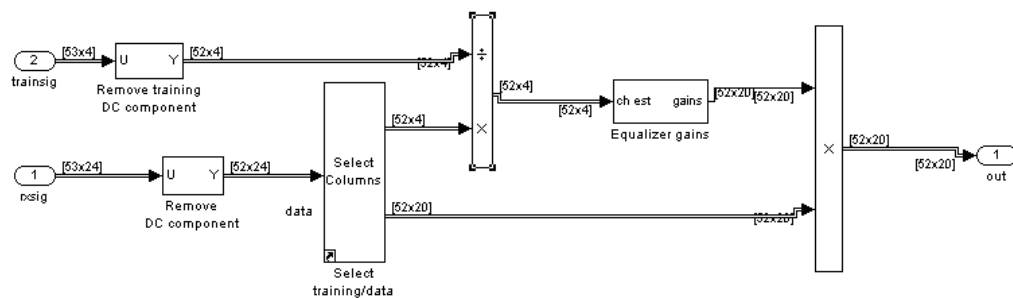 [53x4]
2
trainsig
U Y
Remove training
DC component
[52x4]
[52x4]
÷
×
[53x24]
1
rxsig
U Y
Remove
DC component
[52x24]
data
Select
Columns
Select
training/data
[52x4]
[52x20]
[52x4]
[52x4]
ch est gains
Equalizer gains
[52x20]
[52x20]
[52x20]
×
[52x20]
[52x20]
1
out